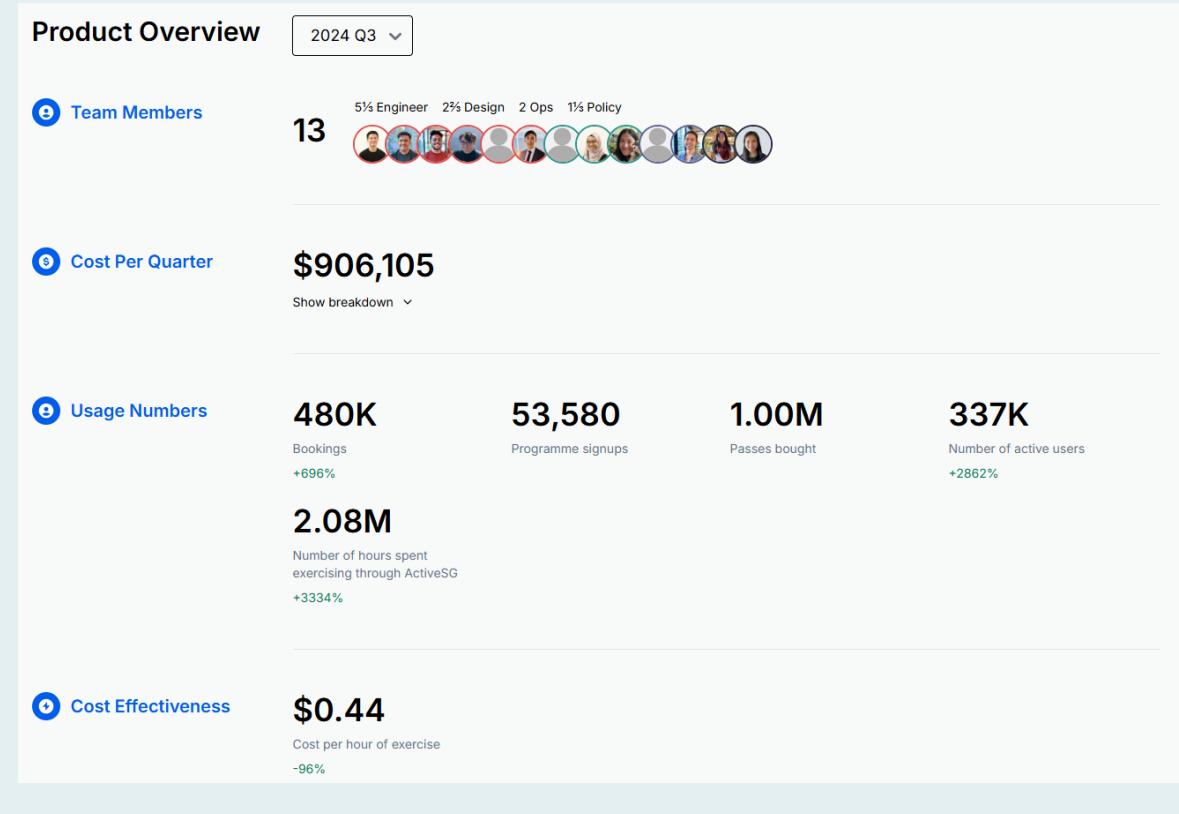 Product Overview
2024 Q3
Team Members
13
5⅓ Engineer 2⅔ Design 2 Ops 1⅓ Policy
Cost Per Quarter
$906,105
Show breakdown
Usage Numbers
480K
Bookings
+696%
53,580
Programme signups
1.00M
Passes bought
337K
Number of active users
+2862%
2.08M
Number of hours spent
exercising through ActiveSG
+3334%
Cost Effectiveness
$0.44
Cost per hour of exercise
-96%